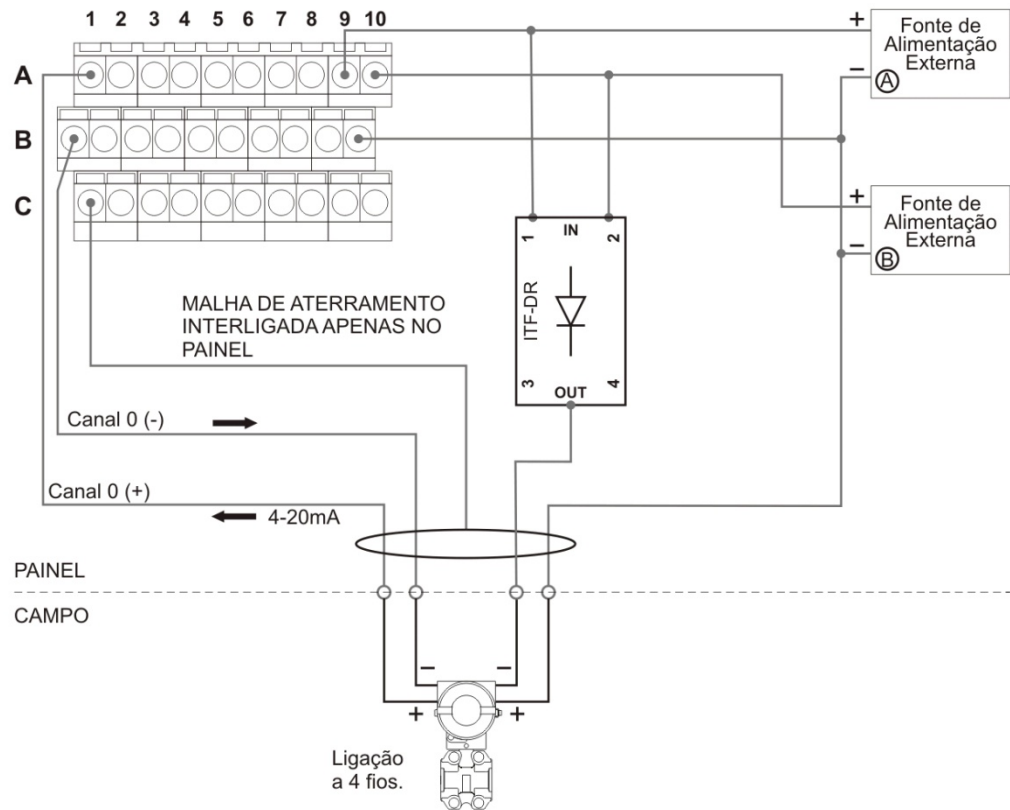 1 2 3 4 5 6 7 8 9 10
A
B
C
+ Fonte de
Alimentação
Externa
− A
+ Fonte de
Alimentação
Externa
− B
1 IN 2
ITF-DR
3 OUT 4
MALHA DE ATERRAMENTO
INTERLIGADA APENAS NO
PAINEL
Canal 0 (-)
Canal 0 (+)
4-20mA
PAINEL
CAMPO
− −
+ +
Ligação
a 4 fios.